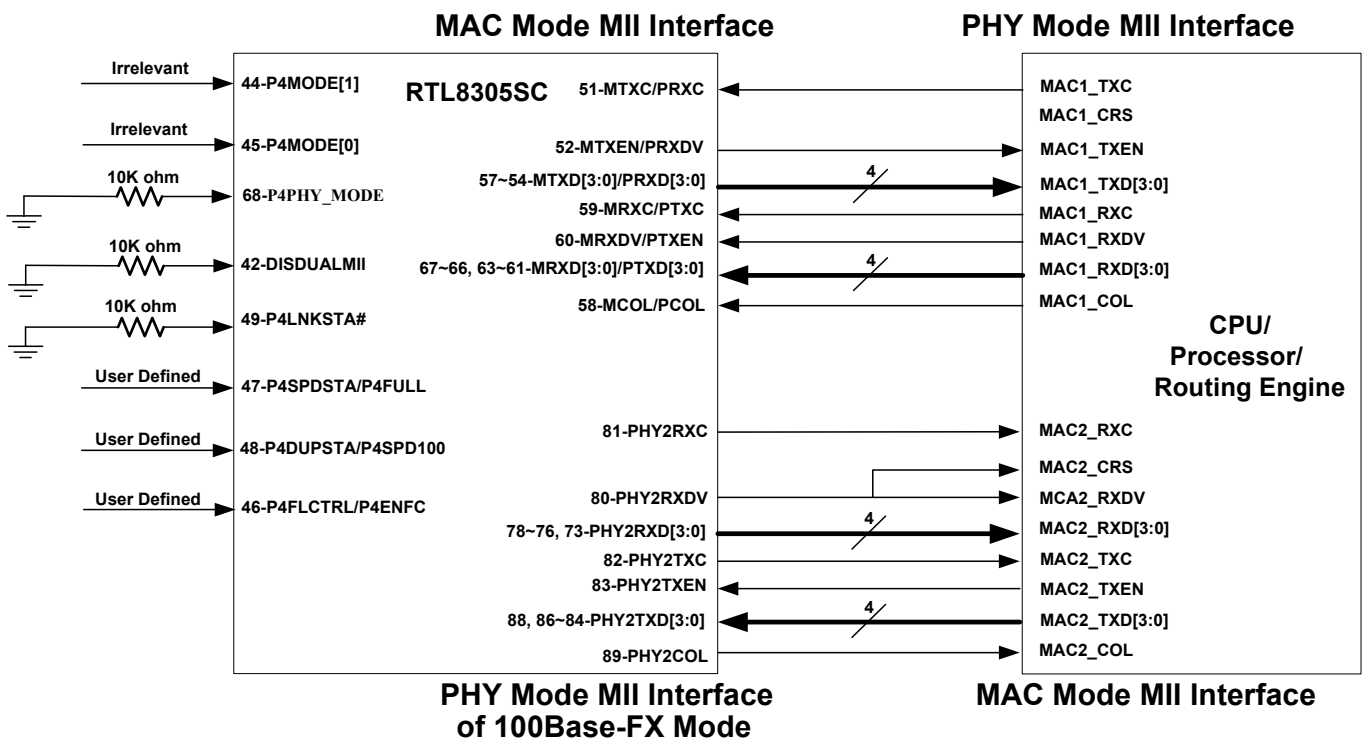 MAC Mode MII Interface
PHY Mode MII Interface
Irrelevant
44-P4MODE[1]
RTL8305SC
51-MTXC/PRXC
MAC1_TXC
MAC1_CRS
Irrelevant
45-P4MODE[0]
52-MTXEN/PRXDV
MAC1_TXEN
10K ohm
68-P4PHY_MODE
57~54-MTXD[3:0]/PRXD[3:0]
4
MAC1_TXD[3:0]
59-MRXC/PTXC
MAC1_RXC
60-MRXDV/PTXEN
MAC1_RXDV
10K ohm
42-DISDUALMII
67~66, 63~61-MRXD[3:0]/PTXD[3:0]
4
MAC1_RXD[3:0]
10K ohm
49-P4LNKSTA#
58-MCOL/PCOL
MAC1_COL
CPU/
Processor/
Routing Engine
User Defined
47-P4SPDSTA/P4FULL
81-PHY2RXC
MAC2_RXC
User Defined
48-P4DUPSTA/P4SPD100
MAC2_CRS
User Defined
46-P4FLCTRL/P4ENFC
80-PHY2RXDV
MCA2_RXDV
78~76, 73-PHY2RXD[3:0]
4
MAC2_RXD[3:0]
82-PHY2TXC
MAC2_TXC
83-PHY2TXEN
MAC2_TXEN
88, 86~84-PHY2TXD[3:0]
4
MAC2_TXD[3:0]
89-PHY2COL
MAC2_COL
PHY Mode MII Interface
of 100Base-FX Mode
MAC Mode MII Interface